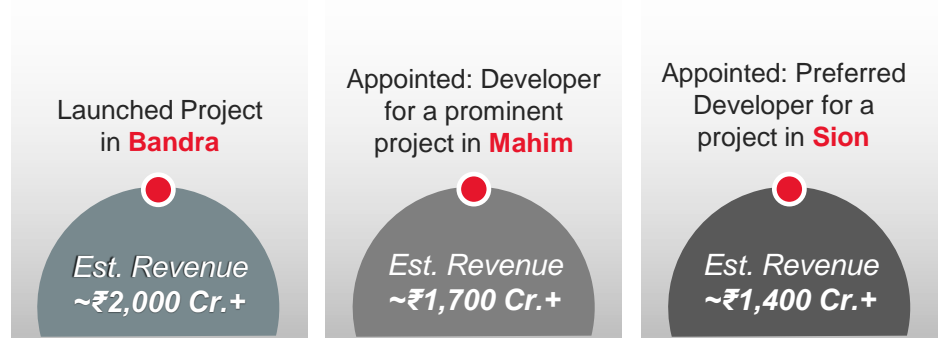 Launched Project
in Bandra
Est. Revenue
~₹2,000 Cr.+
Appointed: Developer
for a prominent
project in Mahim
Est. Revenue
~₹1,700 Cr.+
Appointed: Preferred
Developer for a
project in Sion
Est. Revenue
~₹1,400 Cr.+